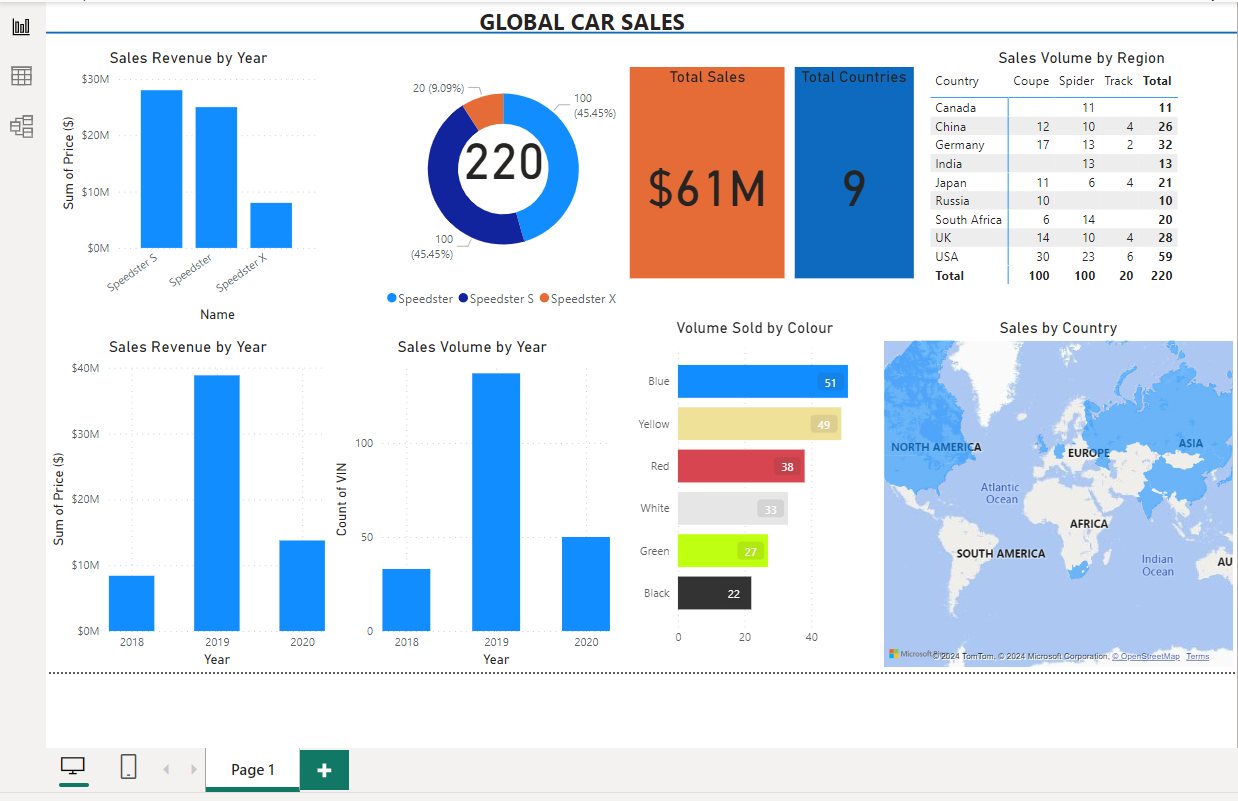 GLOBAL CAR SALES
Sales Revenue by Year
$30M
$20M
$10M
$0M
Sum of Price ($)
Speedster S
Speedster
Speedster X
Name
20 (9.09%)
100
(45.45%)
220
100
(45.45%)
Speedster Speedster S Speedster X
Total Sales
$61M
Total Countries
9
Sales Volume by Region
Country Coupe Spider Track Total
Canada 11 11
China 12 10 4 26
Germany 17 13 2 32
India 13 13
Japan 11 6 4 21
Russia 10 10
South Africa 6 14 20
UK 14 10 4 28
USA 30 23 6 59
Total 100 100 20 220
Sales Revenue by Year
$40M
$30M
$20M
$10M
$0M
Sum of Price ($)
2018 2019 2020
Year
Sales Volume by Year
100
50
0
Count of VIN
2018 2019 2020
Year
Volume Sold by Colour
Blue 51
Yellow 49
Red 38
White 33
Green 27
Black 22
0 20 40
Sales by Country
NORTH AMERICA
EUROPE
ASIA
Atlantic
Ocean
AFRICA
SOUTH AMERICA
Indian
Ocean
AU
Microsoft
© 2024 TomTom, © 2024 Microsoft Corporation, © OpenStreetMap Terms
Page 1